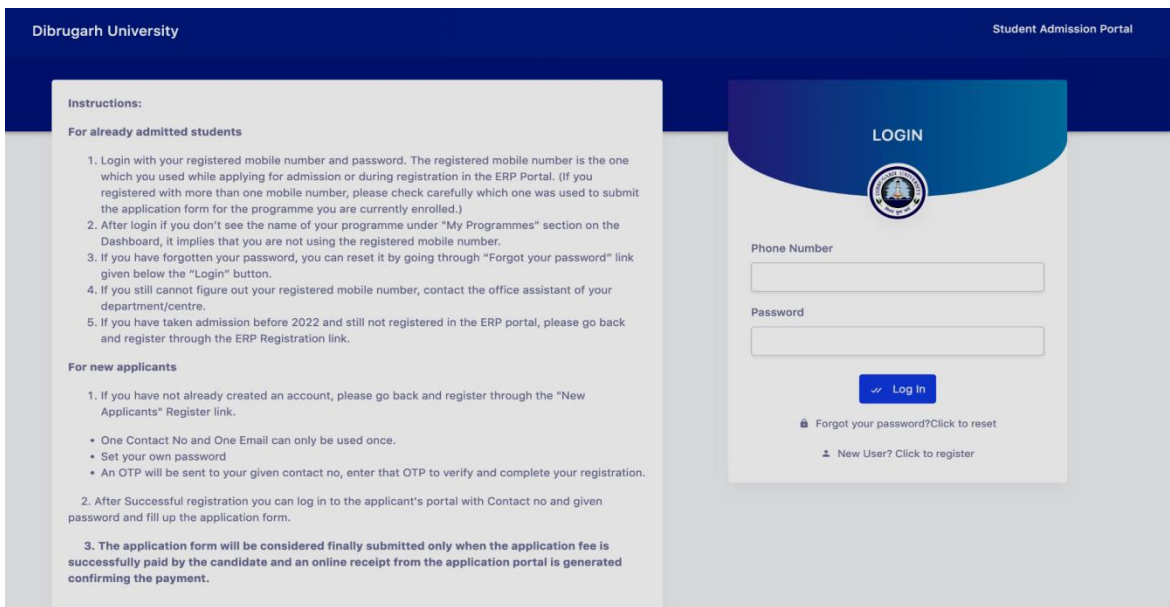 Dibrugarh University
Student Admission Portal
Instructions:
For already admitted students
1. Login with your registered mobile number and password. The registered mobile number is the one
which you used while applying for admission or during registration in the ERP Portal. (If you
registered with more than one mobile number, please check carefully which one was used to submit
the application form for the programme you are currently enrolled.)
2. After login if you don't see the name of your programme under "My Programmes" section on the
Dashboard, it implies that you are not using the registered mobile number.
3. If you have forgotten your password, you can reset it by going through “Forgot your password” link
given below the “Login” button.
4. If you still cannot figure out your registered mobile number, contact the office assistant of your
department/centre.
5. If you have taken admission before 2022 and still not registered in the ERP portal, please go back
and register through the ERP Registration link.
For new applicants
1. If you have not already created an account, please go back and register through the "New
Applicants" Register link.
• One Contact No and One Email can only be used once.
• Set your own password
• An OTP will be sent to your given contact no, enter that OTP to verify and complete your registration.
2. After Successful registration you can log in to the applicant's portal with Contact no and given
password and fill up the application form.
3. The application form will be considered finally submitted only when the application fee is
successfully paid by the candidate and an online receipt from the application portal is generated
confirming the payment.
LOGIN
DIBRUGARH UNIVERSITY
Phone Number
Password
Log In
Forgot your password?Click to reset
New User? Click to register